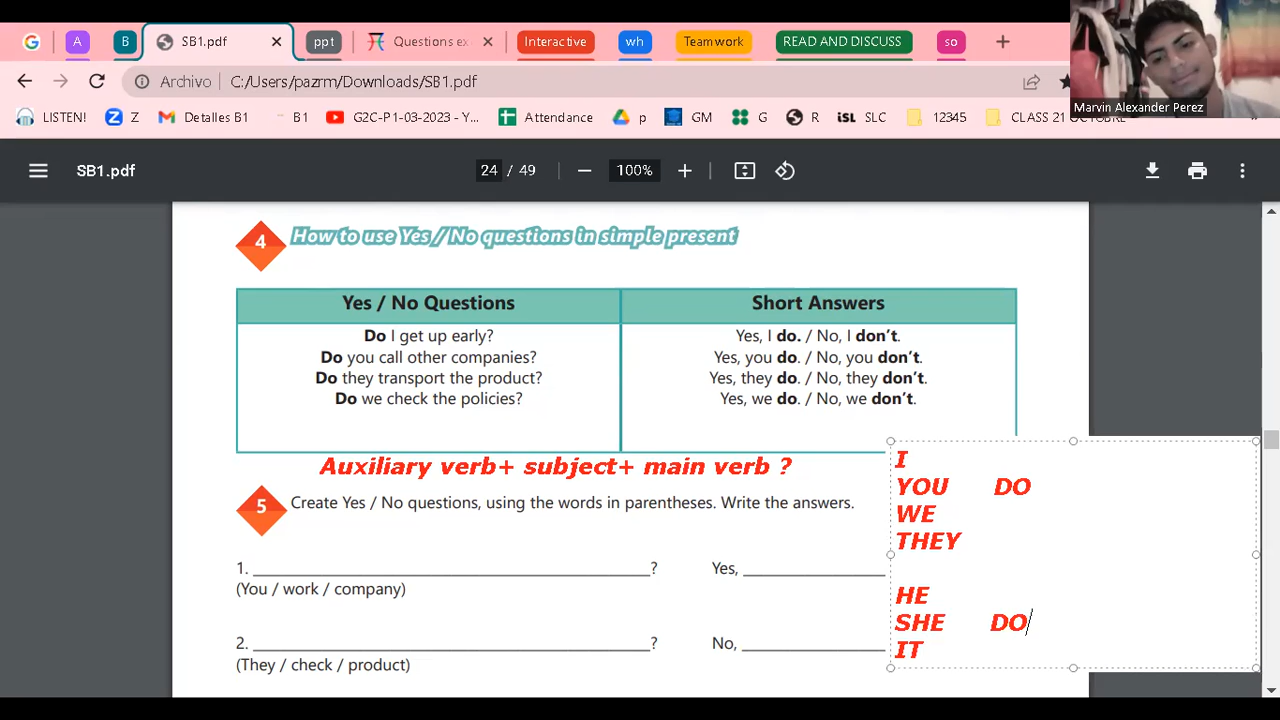 A
B
SB1.pdf
ppt
Questions ex
Interactive
wh
Teamwork
READ AND DISCUSS
so
Archivo
C:/Users/pazrm/Downloads/SB1.pdf
Marvin Alexander Perez
LISTEN!
Z
Detalles B1
B1
G2C-P1-03-2023 - Y...
Attendance
p
GM
G
R
iSL SLC
12345
CLASS 21 OCTUBRE
SB1.pdf
24 / 49
100%
4 How to use Yes / No questions in simple present
Yes / No Questions
Short Answers
Do I get up early?
Yes, I do. / No, I don't.
Do you call other companies?
Yes, you do. / No, you don't.
Do they transport the product?
Yes, they do. / No, they don't.
Do we check the policies?
Yes, we do. / No, we don't.
Auxiliary verb+ subject+ main verb ?
5 Create Yes / No questions, using the words in parentheses. Write the answers.
1. ______________________________? Yes, ____________
(You / work / company)
2. ______________________________? No, ____________
(They / check / product)
I
YOU DO
WE
THEY
HE
SHE DO
IT